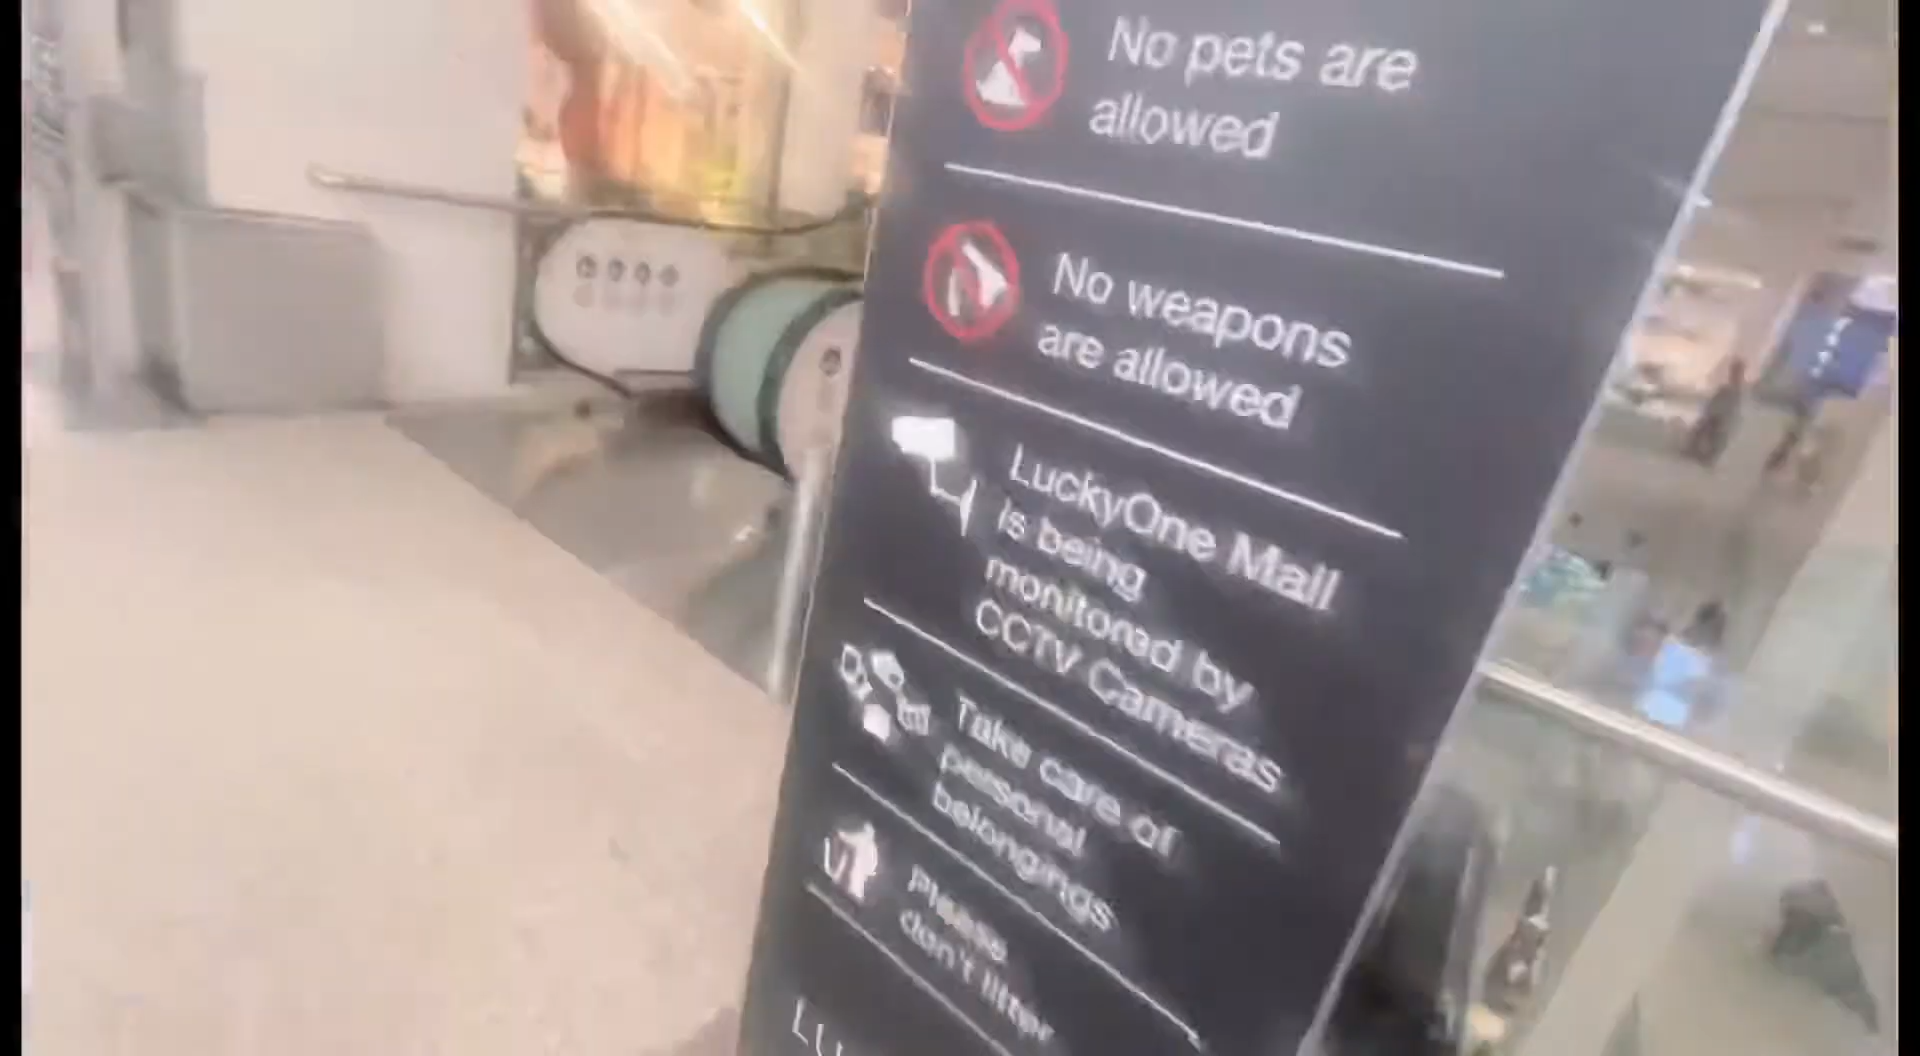 No pets are
allowed
No weapons
are allowed
LuckyOne Mall
is being
monitored by
CCTV Cameras
Take care of
personal
belongings
Please
don't litter
LU